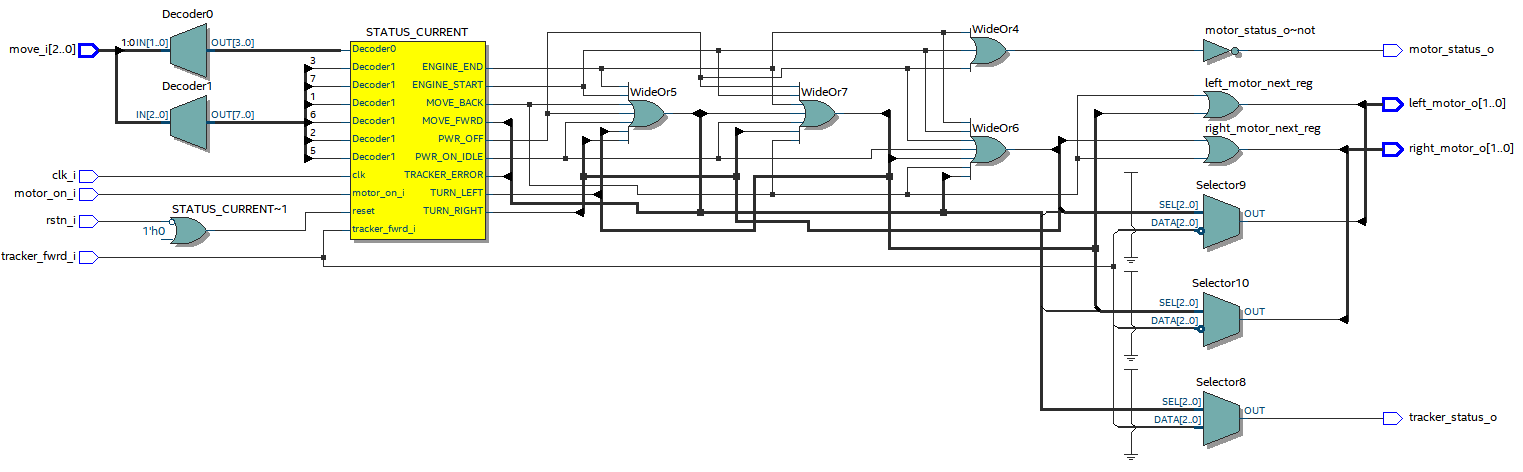 Decoder0
move_i[2..0]
1:0
IN[1..0]
OUT[3..0]
Decoder1
IN[2..0]
OUT[7..0]
STATUS_CURRENT
Decoder0
3
Decoder1
ENGINE_END
7
Decoder1
ENGINE_START
1
Decoder1
MOVE_BACK
6
Decoder1
MOVE_FWRD
2
Decoder1
PWR_OFF
5
Decoder1
PWR_ON_IDLE
clk
TRACKER_ERROR
motor_on_i
TURN_LEFT
reset
TURN_RIGHT
tracker_fwrd_i
clk_i
motor_on_i
STATUS_CURRENT~1
rstn_i
1'h0
tracker_fwrd_i
WideOr5
WideOr7
WideOr4
WideOr6
motor_status_o~not
motor_status_o
left_motor_next_reg
left_motor_o[1..0]
right_motor_next_reg
right_motor_o[1..0]
Selector9
SEL[2..0]
DATA[2..0]
OUT
Selector10
SEL[2..0]
DATA[2..0]
OUT
Selector8
SEL[2..0]
DATA[2..0]
OUT
tracker_status_o